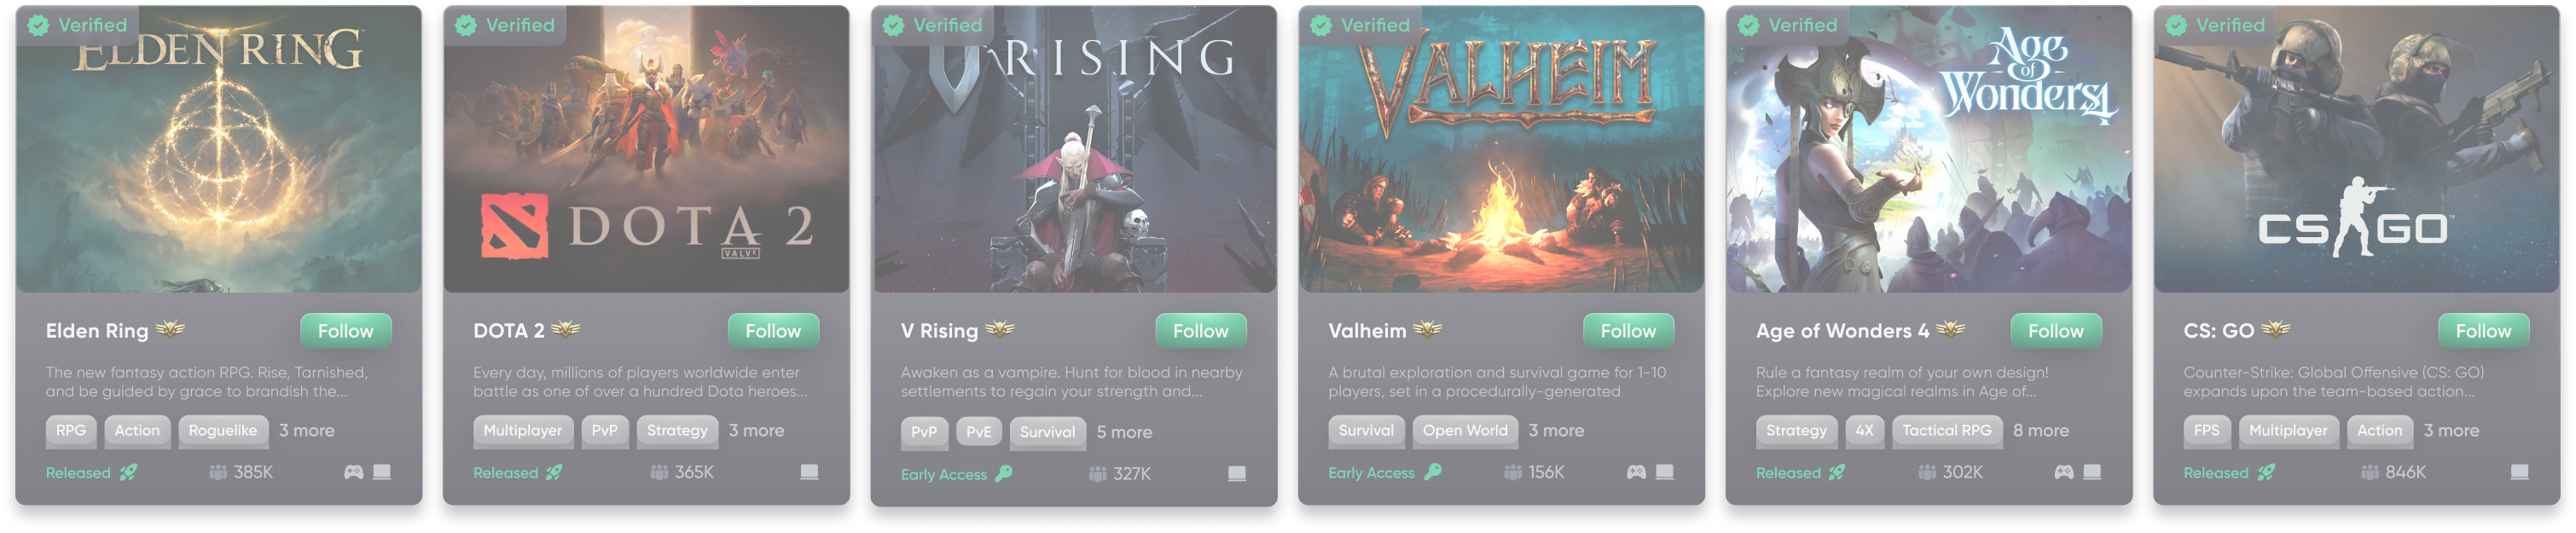 Verified
ELDEN RING
Elden Ring
Follow
The new fantasy action RPG. Rise, Tarnished,
and be guided by grace to brandish the...
RPG Action Roguelike 3 more
Released 385K
Verified
DOTA 2
VALVE
DOTA 2
Follow
Every day, millions of players worldwide enter
battle as one of over a hundred Dota heroes...
Multiplayer PvP Strategy 3 more
Released 365K
Verified
V RISING
V Rising
Follow
Awaken as a vampire. Hunt for blood in nearby
settlements to regain your strength and...
PvP PvE Survival 5 more
Early Access 327K
Verified
VALHEIM
Valheim
Follow
A brutal exploration and survival game for 1-10
players, set in a procedurally-generated
Survival Open World 3 more
Early Access 156K
Verified
Age
of
Wonders 4
Age of Wonders 4
Follow
Rule a fantasy realm of your own design!
Explore new magical realms in Age of...
Strategy 4X Tactical RPG 8 more
Released 302K
Verified
CS GO™
CS: GO
Follow
Counter-Strike: Global Offensive (CS: GO)
expands upon the team-based action...
FPS Multiplayer Action 3 more
Released 846K